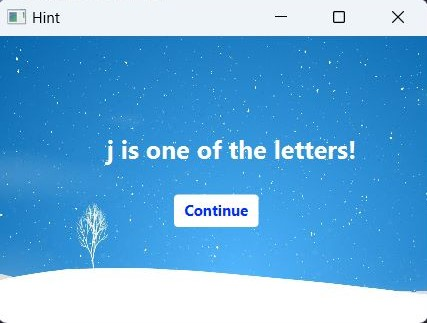 Hint
j is one of the letters!
Continue